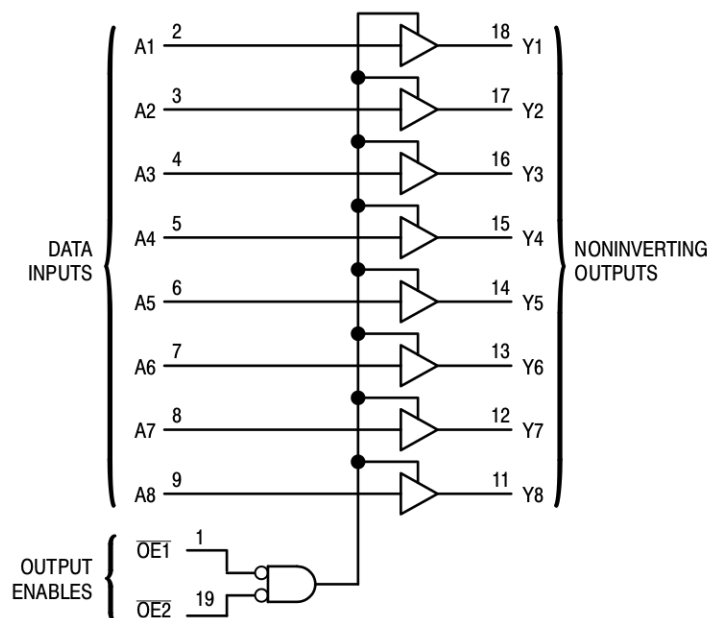 A1 2 18 Y1
A2 3 17 Y2
A3 4 16 Y3
A4 5 15 Y4
DATA
INPUTS
NONINVERTING
OUTPUTS
A5 6 14 Y5
A6 7 13 Y6
A7 8 12 Y7
A8 9 11 Y8
OUTPUT
ENABLES
O̅E̅1̅ 1
O̅E̅2̅ 19